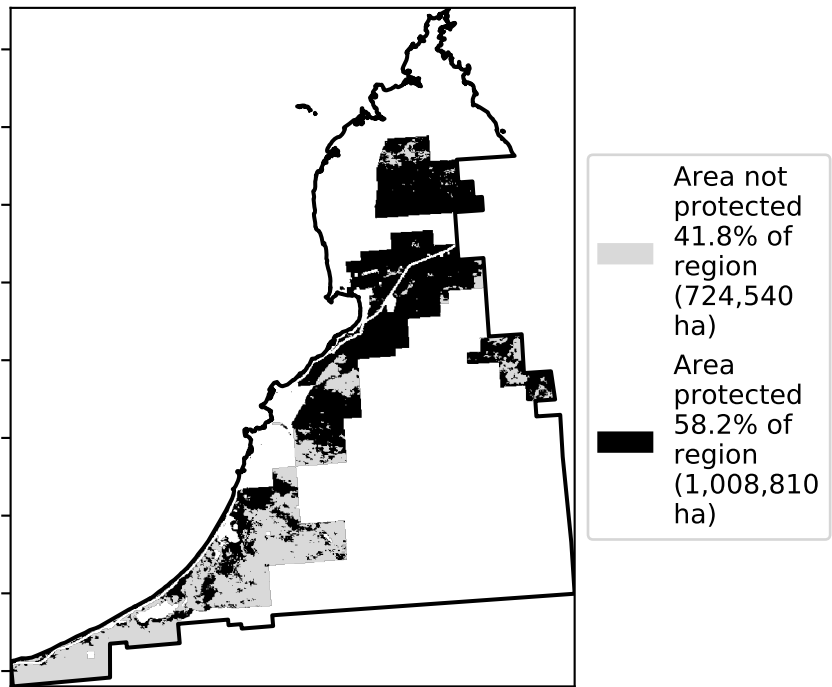 Area not
protected
41.8% of
region
(724,540
ha)
Area
protected
58.2% of
region
(1,008,810
ha)